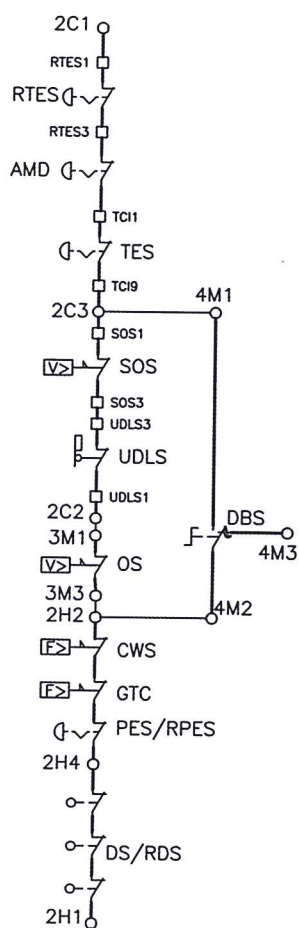 2C1
RTES1
RTES
RTES3
AMD
TCI1
TES
TCI9
2C3 4M1
SOS1
V> SOS
SOS3
UDLS3
UDLS
UDLS1
2C2
3M1 DBS
4M3
V> OS
3M3
2H2 4M2
F> CWS
F> GTC
PES/RPES
2H4
DS/RDS
2H1